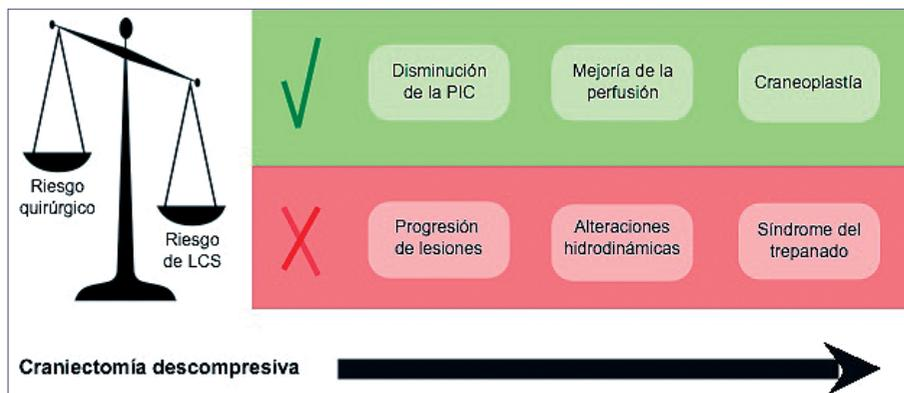 Riesgo
quirúrgico
Riesgo
de LCS
Disminución
de la PIC
Mejoría de la
perfusión
Craneoplastía
Progresión
de lesiones
Alteraciones
hidrodinámicas
Síndrome del
trepanado
Craniectomía descompresiva